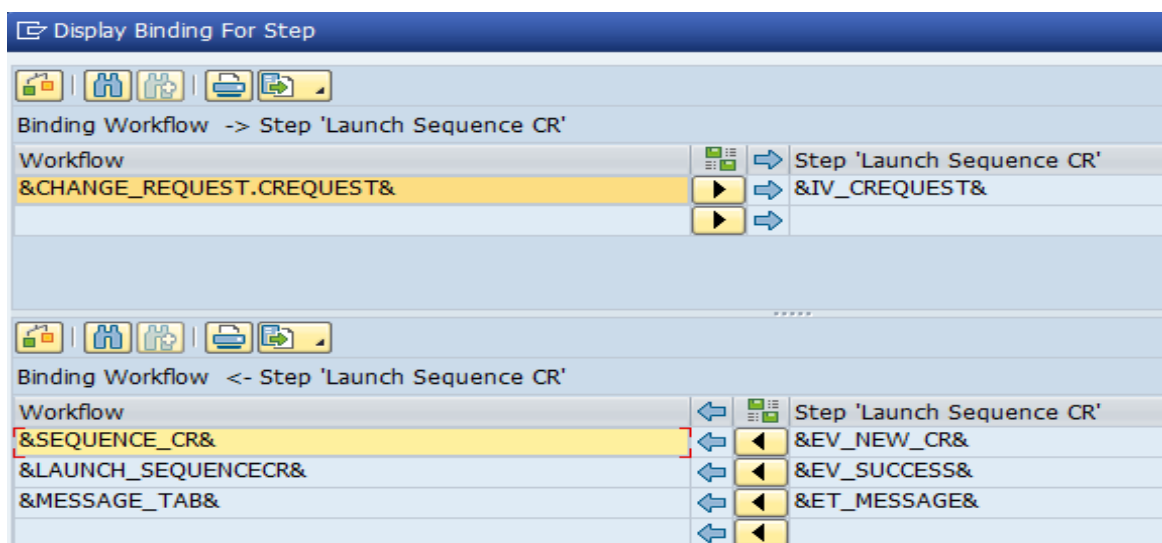 Display Binding For Step
Binding Workflow -> Step 'Launch Sequence CR'
Workflow Step 'Launch Sequence CR'
&CHANGE_REQUEST.CREQUEST& &IV_CREQUEST&
Binding Workflow <- Step 'Launch Sequence CR'
Workflow Step 'Launch Sequence CR'
&SEQUENCE_CR& &EV_NEW_CR&
&LAUNCH_SEQUENCECR& &EV_SUCCESS&
&MESSAGE_TAB& &ET_MESSAGE&